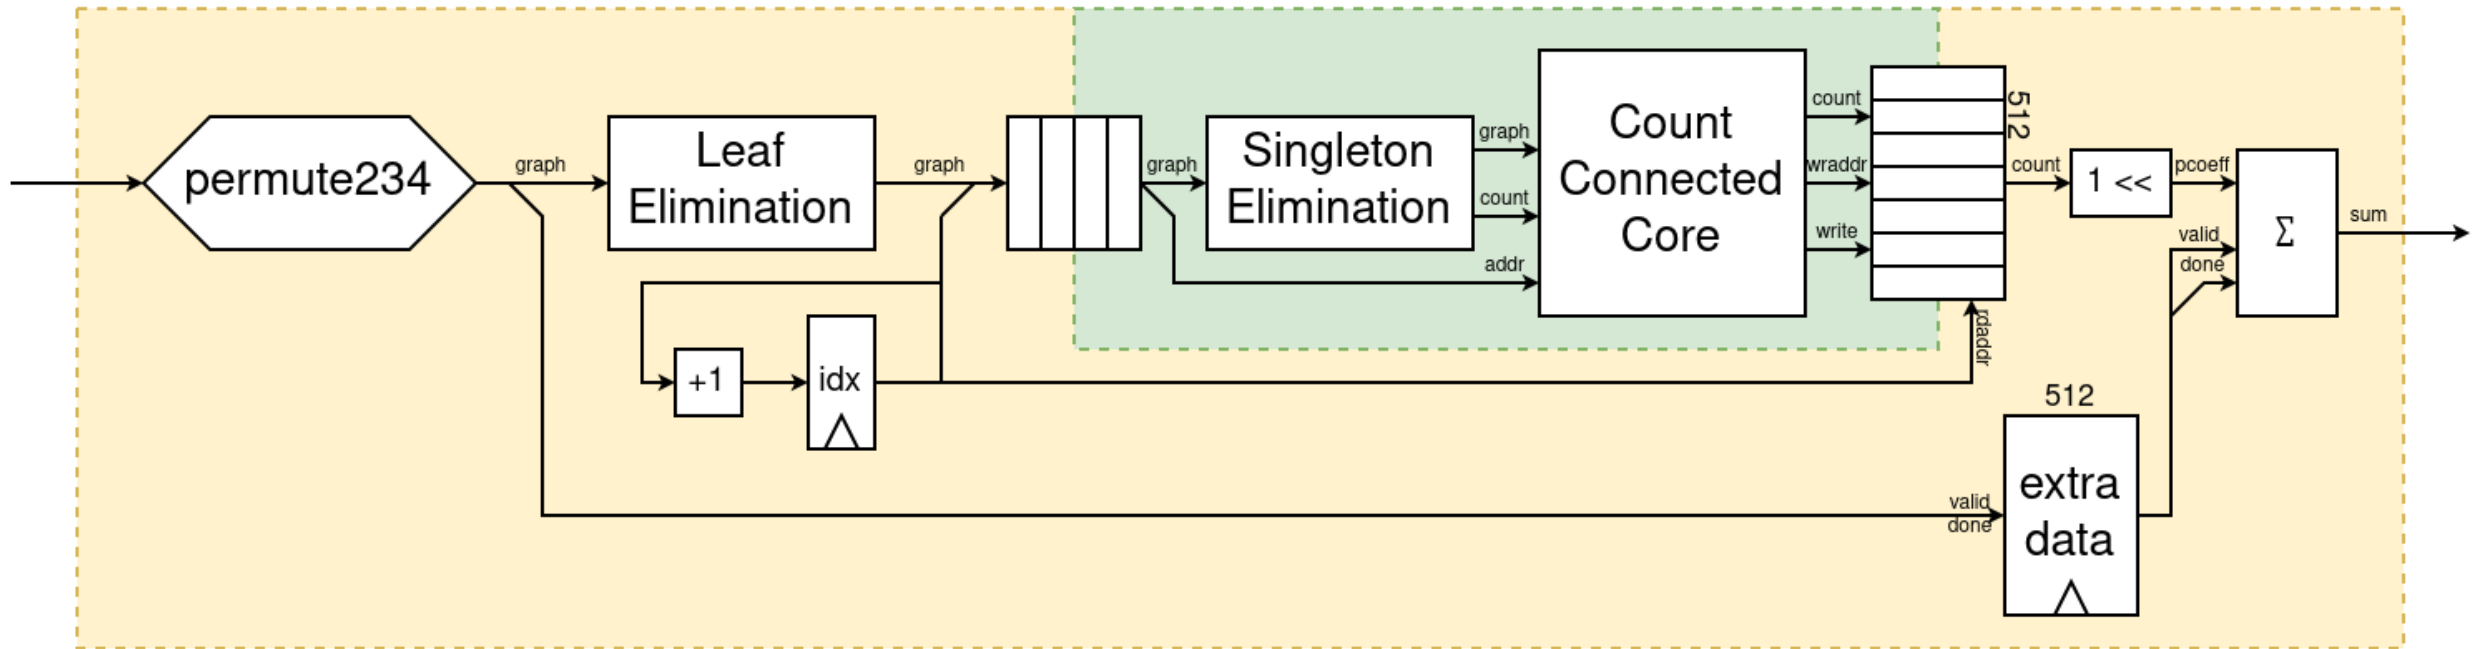 permute234
graph
Leaf
Elimination
graph
graph
Singleton
Elimination
graph
count
addr
Count
Connected
Core
count
wraddr
write
512
count
1 <<
pcoeff
valid
done
Σ
sum
+1
idx
rdaddr
512
valid
done
extra
data